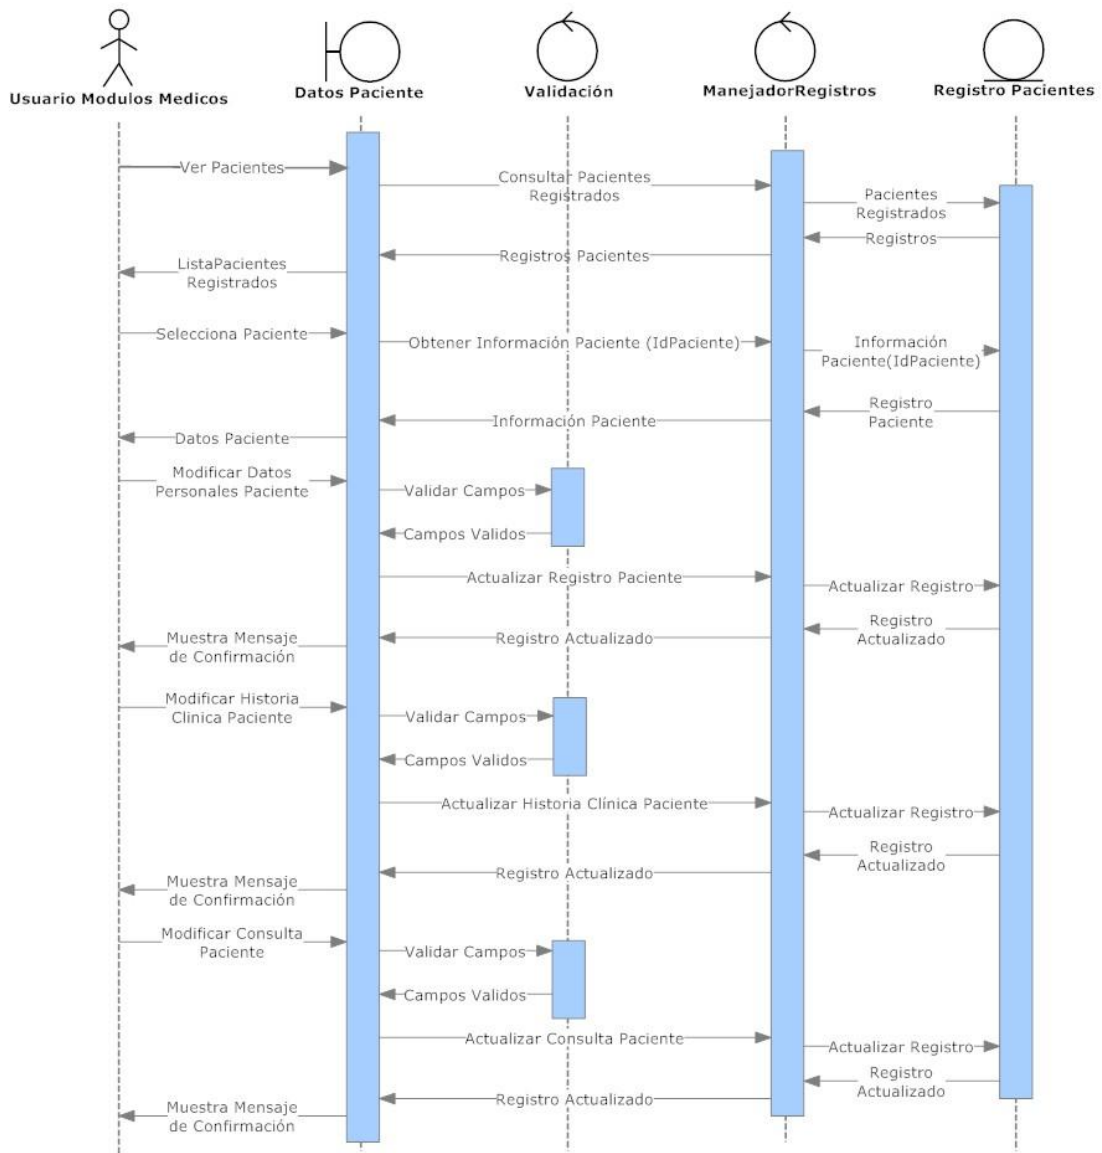 Usuario Modulos Medicos
Datos Paciente
Validación
ManejadorRegistros
Registro Pacientes
Ver Pacientes
Consultar Pacientes
Registrados
Pacientes
Registrados
Registros
Registros Pacientes
ListaPacientes
Registrados
Selecciona Paciente
Obtener Información Paciente (IdPaciente)
Información
Paciente(IdPaciente)
Registro
Paciente
Información Paciente
Datos Paciente
Modificar Datos
Personales Paciente
Validar Campos
Campos Validos
Actualizar Registro Paciente
Actualizar Registro
Registro
Actualizado
Registro Actualizado
Muestra Mensaje
de Confirmación
Modificar Historia
Clinica Paciente
Validar Campos
Campos Validos
Actualizar Historia Clínica Paciente
Actualizar Registro
Registro
Actualizado
Registro Actualizado
Muestra Mensaje
de Confirmación
Modificar Consulta
Paciente
Validar Campos
Campos Validos
Actualizar Consulta Paciente
Actualizar Registro
Registro
Actualizado
Registro Actualizado
Muestra Mensaje
de Confirmación